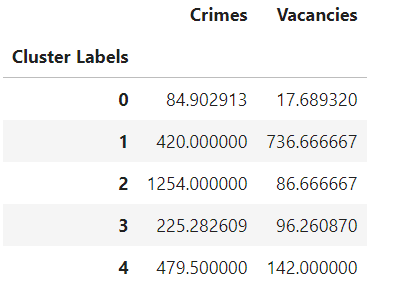 Crimes Vacancies
Cluster Labels
0 84.902913 17.689320
1 420.000000 736.666667
2 1254.000000 86.666667
3 225.282609 96.260870
4 479.500000 142.000000